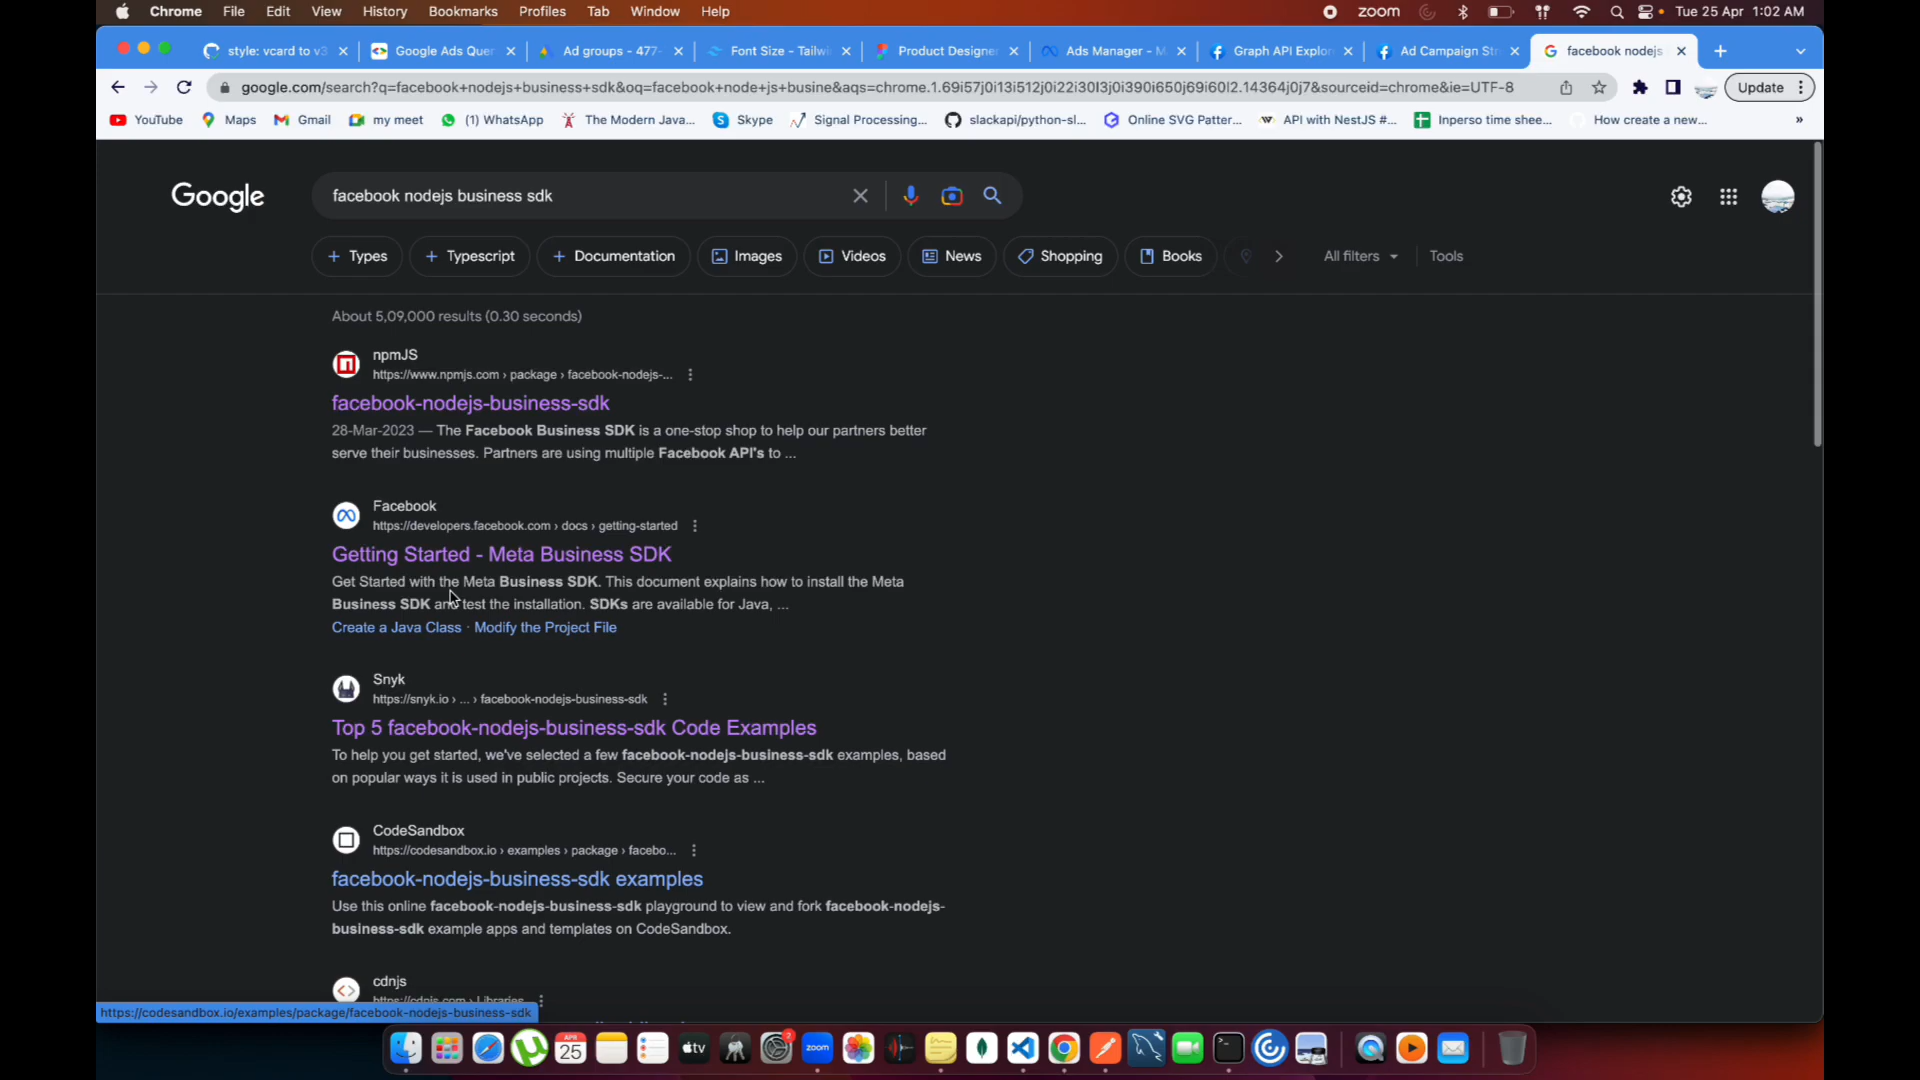 Chrome File Edit View History Bookmarks Profiles Tab Window Help zoom Tue 25 Apr 1:02 AM
style: vcard to v3 Google Ads Quer Ad groups - 477- Font Size - Tailwi Product Designe Ads Manager - M Graph API Explor Ad Campaign Str facebook nodejs
google.com/search?q=facebook+nodejs+business+sdk&oq=facebook+node+js+busine&aqs=chrome.1.69i57j0i13i512j0i22i30l3j0i390i650j69i60l2.14364j0j7&sourceid=chrome&ie=UTF-8 Update
YouTube Maps Gmail my meet (1) WhatsApp The Modern Java... Skype Signal Processing... slackapi/python-sl... Online SVG Patter... API with NestJS #... Inperso time shee... How create a new... »
Google facebook nodejs business sdk
Types Typescript Documentation Images Videos News Shopping Books All filters Tools
About 5,09,000 results (0.30 seconds)
npmJS
https://www.npmjs.com › package › facebook-nodejs-...
facebook-nodejs-business-sdk
28-Mar-2023 — The Facebook Business SDK is a one-stop shop to help our partners better
serve their businesses. Partners are using multiple Facebook API's to ...
Facebook
https://developers.facebook.com › docs › getting-started
Getting Started - Meta Business SDK
Get Started with the Meta Business SDK. This document explains how to install the Meta
Business SDK and test the installation. SDKs are available for Java, ...
Create a Java Class · Modify the Project File
Snyk
https://snyk.io › ... › facebook-nodejs-business-sdk
Top 5 facebook-nodejs-business-sdk Code Examples
To help you get started, we've selected a few facebook-nodejs-business-sdk examples, based
on popular ways it is used in public projects. Secure your code as ...
CodeSandbox
https://codesandbox.io › examples › package › facebo...
facebook-nodejs-business-sdk examples
Use this online facebook-nodejs-business-sdk playground to view and fork facebook-nodejs-
business-sdk example apps and templates on CodeSandbox.
cdnjs
https://cdnjs.com › Libraries
https://codesandbox.io/examples/package/facebook-nodejs-business-sdk
APR
25 tv 2 zoom